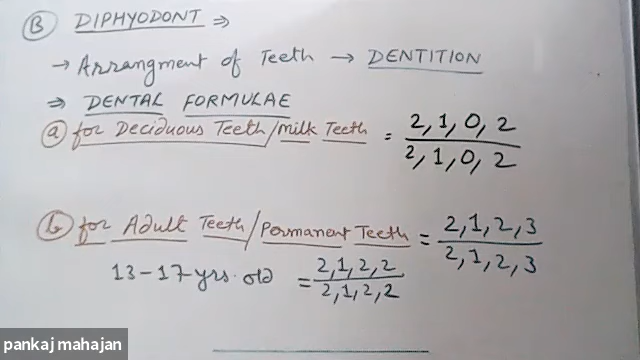 B DIPHYODONT ⇒
→ Arrangment of Teeth → DENTITION
⇒ DENTAL FORMULAE
a for Deciduous Teeth/Milk Teeth = 2,1,0,2 / 2,1,0,2
b for Adult Teeth/Permanent Teeth = 2,1,2,3 / 2,1,2,3
13-17 yrs. old = 2,1,2,2 / 2,1,2,2
pankaj mahajan